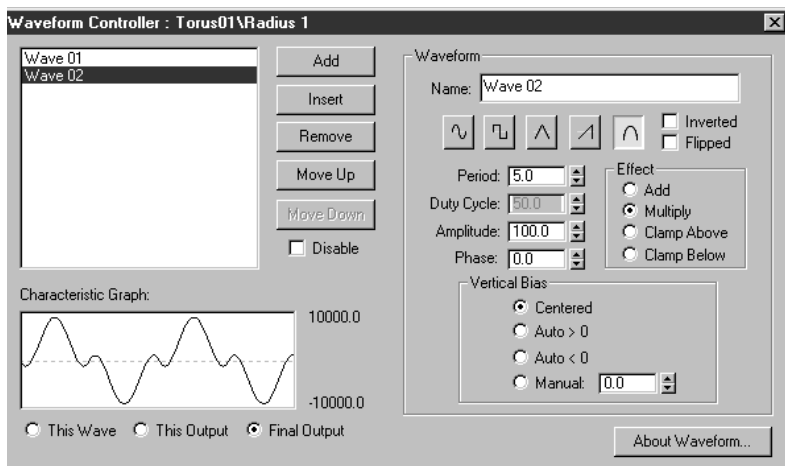 Waveform Controller : Torus01\Radius 1
Wave 01
Wave 02
Add
Insert
Remove
Move Up
Move Down
Disable
Characteristic Graph:
10000.0
-10000.0
This Wave
This Output
Final Output
Waveform
Name: Wave 02
Inverted
Flipped
Period: 5.0
Duty Cycle: 50.0
Amplitude: 100.0
Phase: 0.0
Effect
Add
Multiply
Clamp Above
Clamp Below
Vertical Bias
Centered
Auto > 0
Auto < 0
Manual: 0.0
About Waveform...